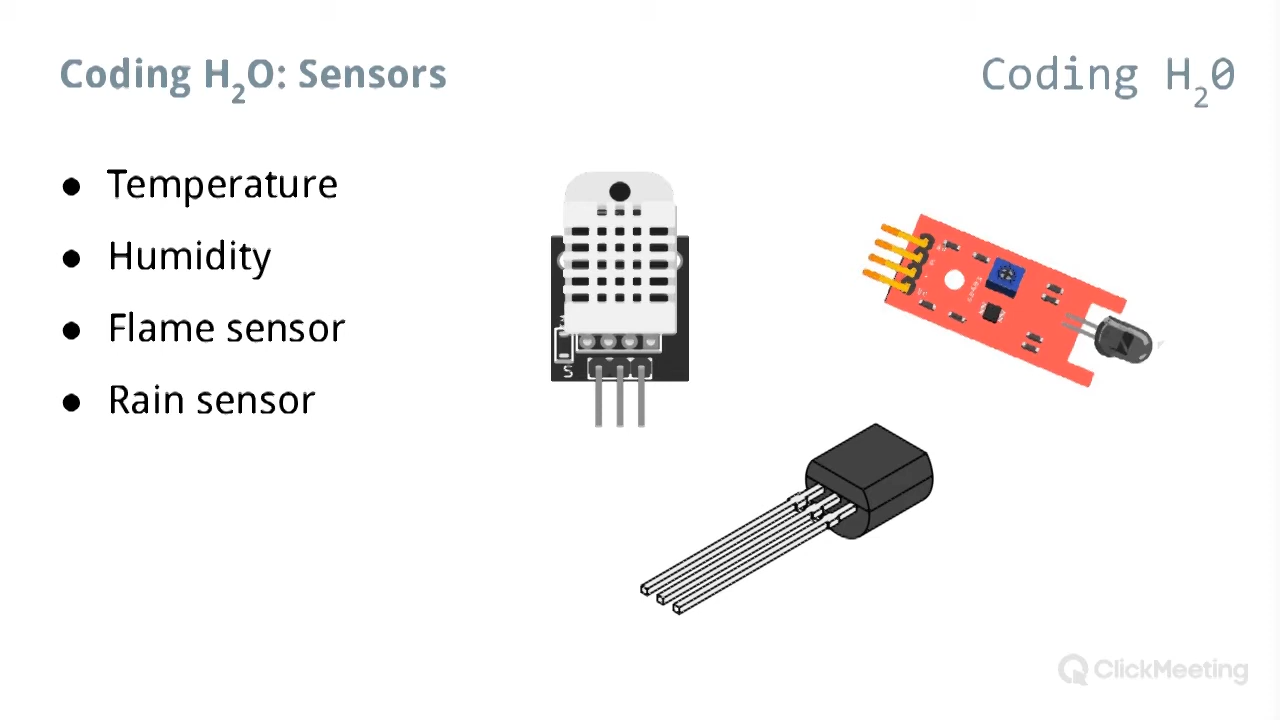 Coding H₂O: Sensors
Coding H₂0
● Temperature
● Humidity
● Flame sensor
● Rain sensor
S
ClickMeeting